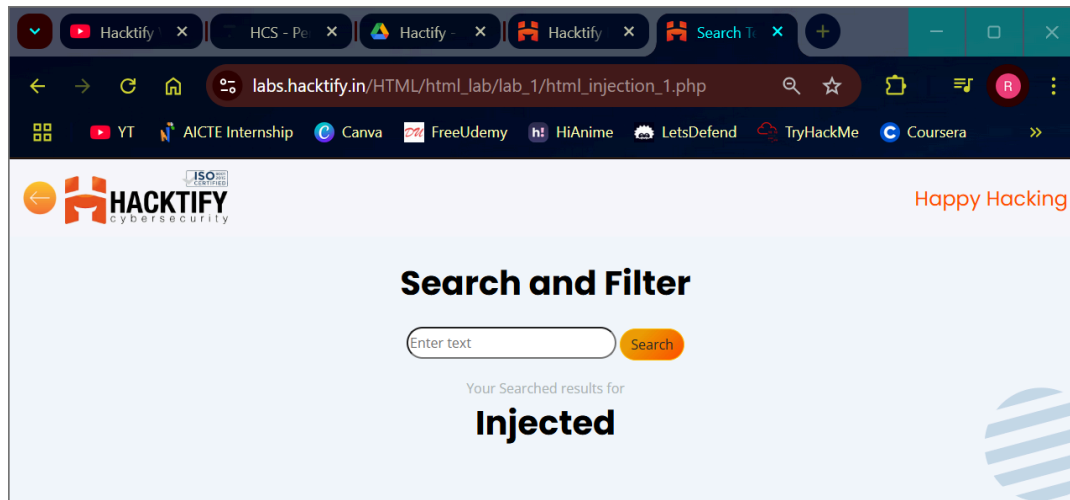 Hacktify
HCS - Pe
Hactify -
Hacktify
Search T
labs.hacktify.in/HTML/html_lab/lab_1/html_injection_1.php
R
YT
AICTE Internship
Canva
DU FreeUdemy
h! HiAnime
LetsDefend
TryHackMe
Coursera
ISO
CERTIFIED
HACKTIFY
cybersecurity
Happy Hacking
Search and Filter
Enter text
Search
Your Searched results for
Injected